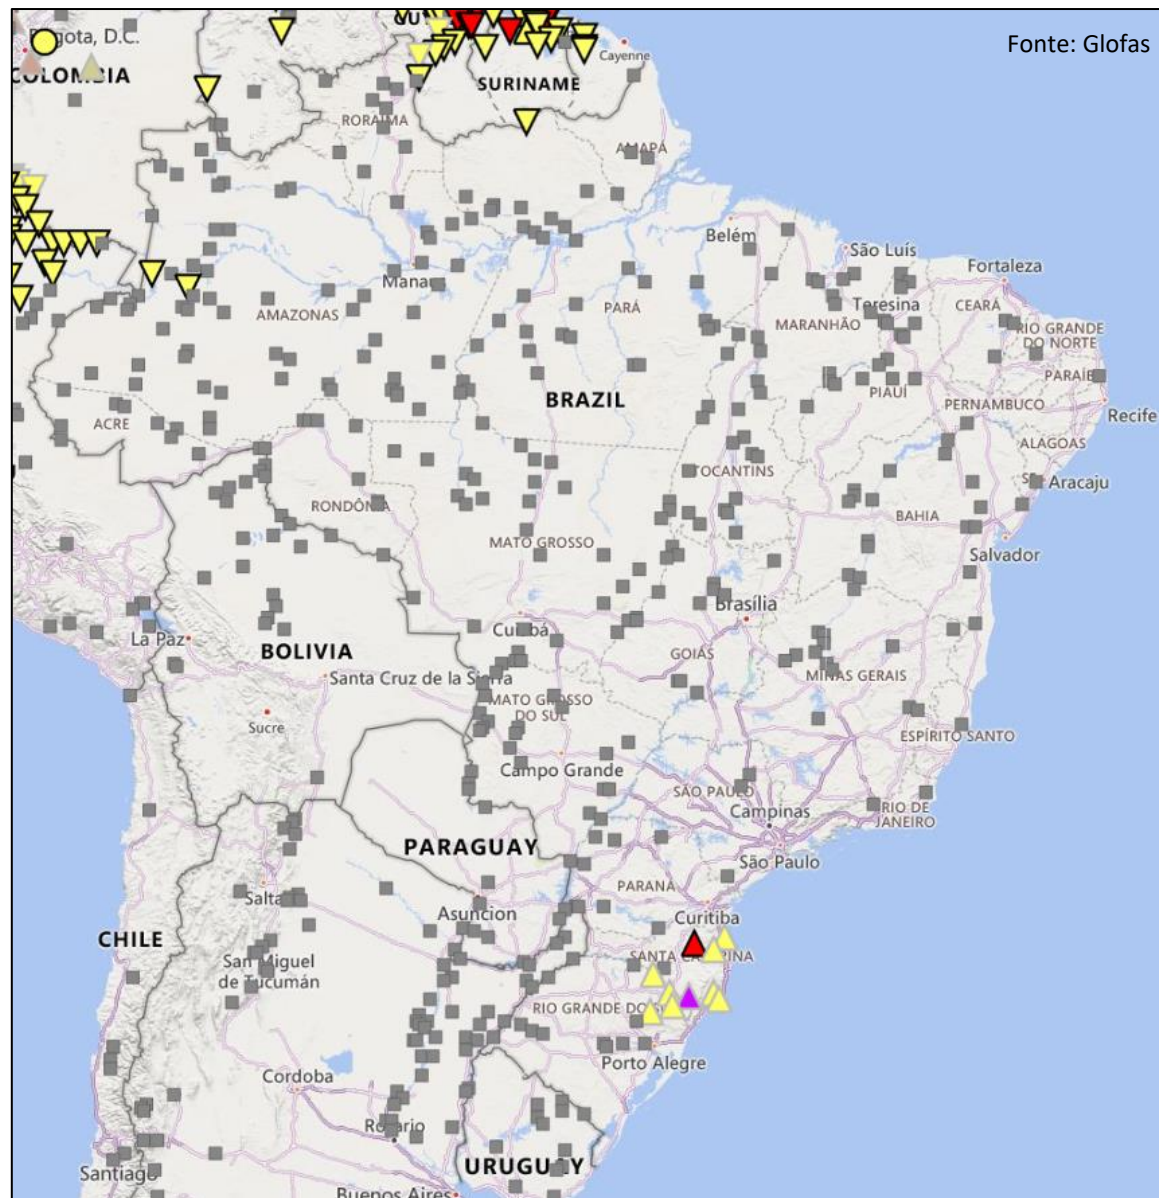 Fonte: Glofas
Bogota, D.C.
COLOMBIA
GU
SURINAME
Cayenne
RORAIMA
AMAPÁ
Belém
São Luís
Fortaleza
Manaus
Teresina
CEARÁ
AMAZONAS
PARÁ
MARANHÃO
RIO GRANDE
DO NORTE
PARAÍB
PIAUÍ
BRAZIL
PERNAMBUCO
Recife
ACRE
ALAGOAS
TOCANTINS
Aracaju
RONDÔNIA
BAHIA
MATO GROSSO
Salvador
Brasília
La Paz
Cuiabá
BOLIVIA
GOIÁS
Santa Cruz de la Sierra
MINAS GERAIS
MATO GROSSO
DO SUL
Sucre
ESPÍRITO SANTO
Campo Grande
SÃO PAULO
Campinas
RIO DE
JANEIRO
PARAGUAY
São Paulo
PARANÁ
Salta
Asuncion
Curitiba
CHILE
SANTA CATARINA
San Miguel
de Tucumán
RIO GRANDE DO
Porto Alegre
Cordoba
Rosario
Santiago
URUGUAY
Buenos Aires